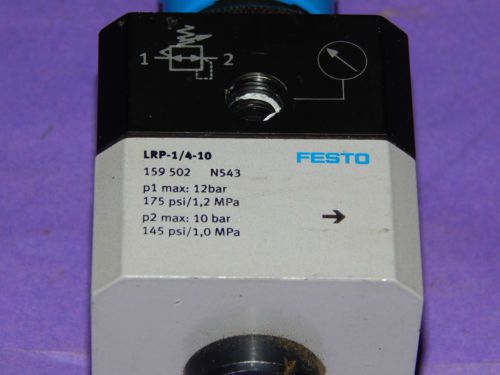 1 2
LRP-1/4-10 FESTO
159 502 N543
p1 max: 12bar
175 psi/1,2 MPa
p2 max: 10 bar
145 psi/1,0 MPa